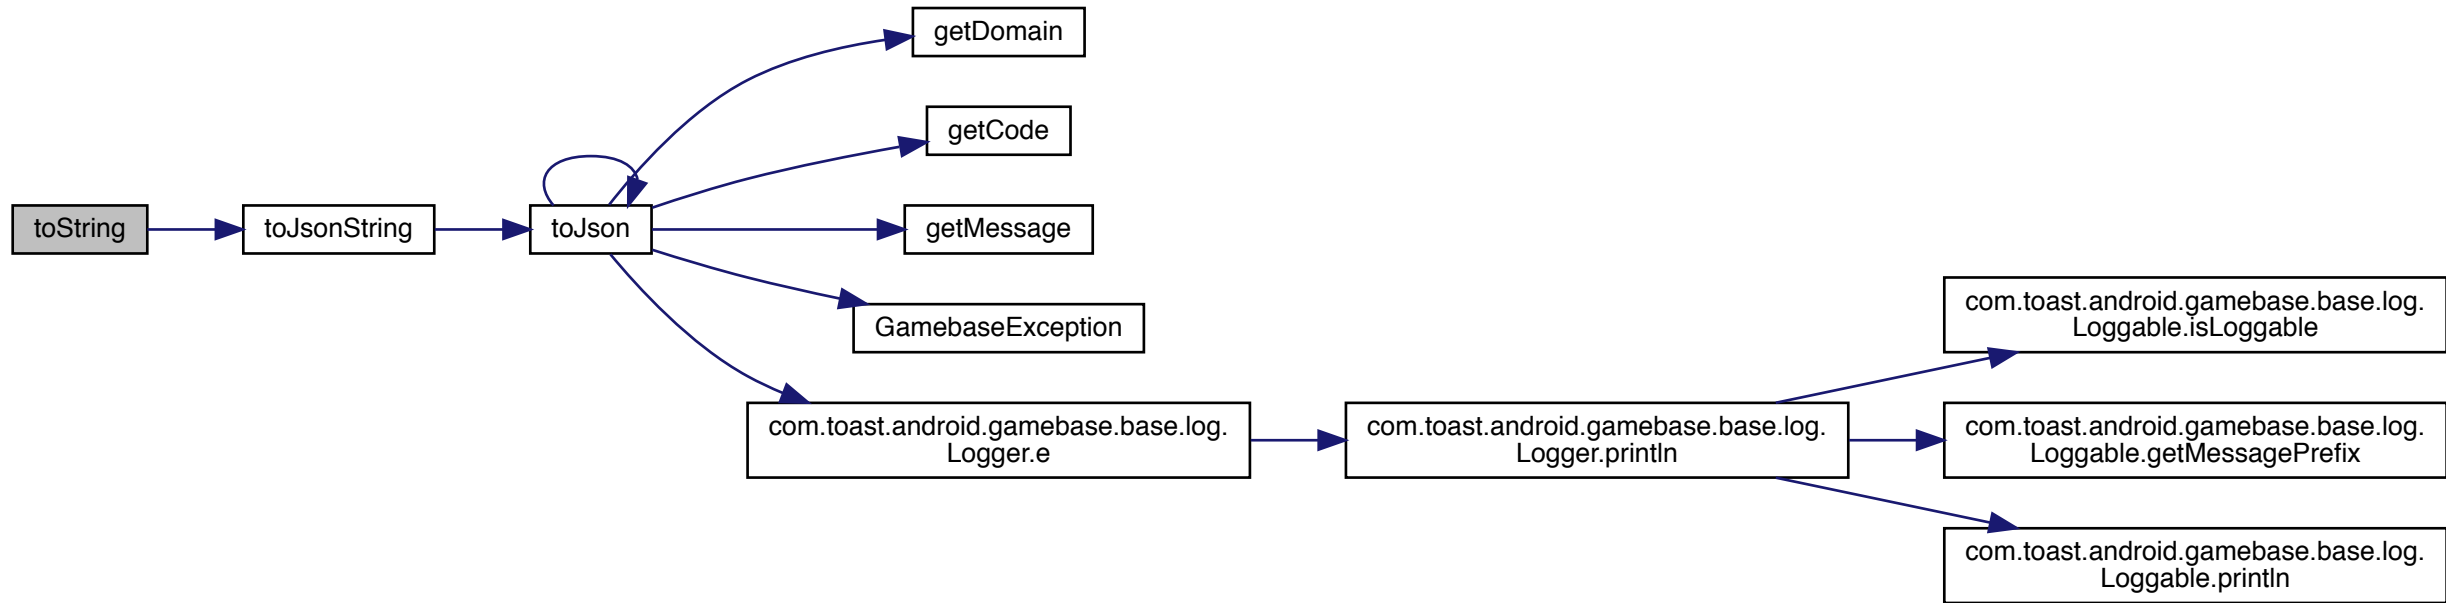 getDomain
getCode
toString
toJsonString
toJson
getMessage
com.toast.android.gamebase.base.log.
Loggable.isLoggable
GamebaseException
com.toast.android.gamebase.base.log.
Logger.e
com.toast.android.gamebase.base.log.
Logger.println
com.toast.android.gamebase.base.log.
Loggable.getMessagePrefix
com.toast.android.gamebase.base.log.
Loggable.println